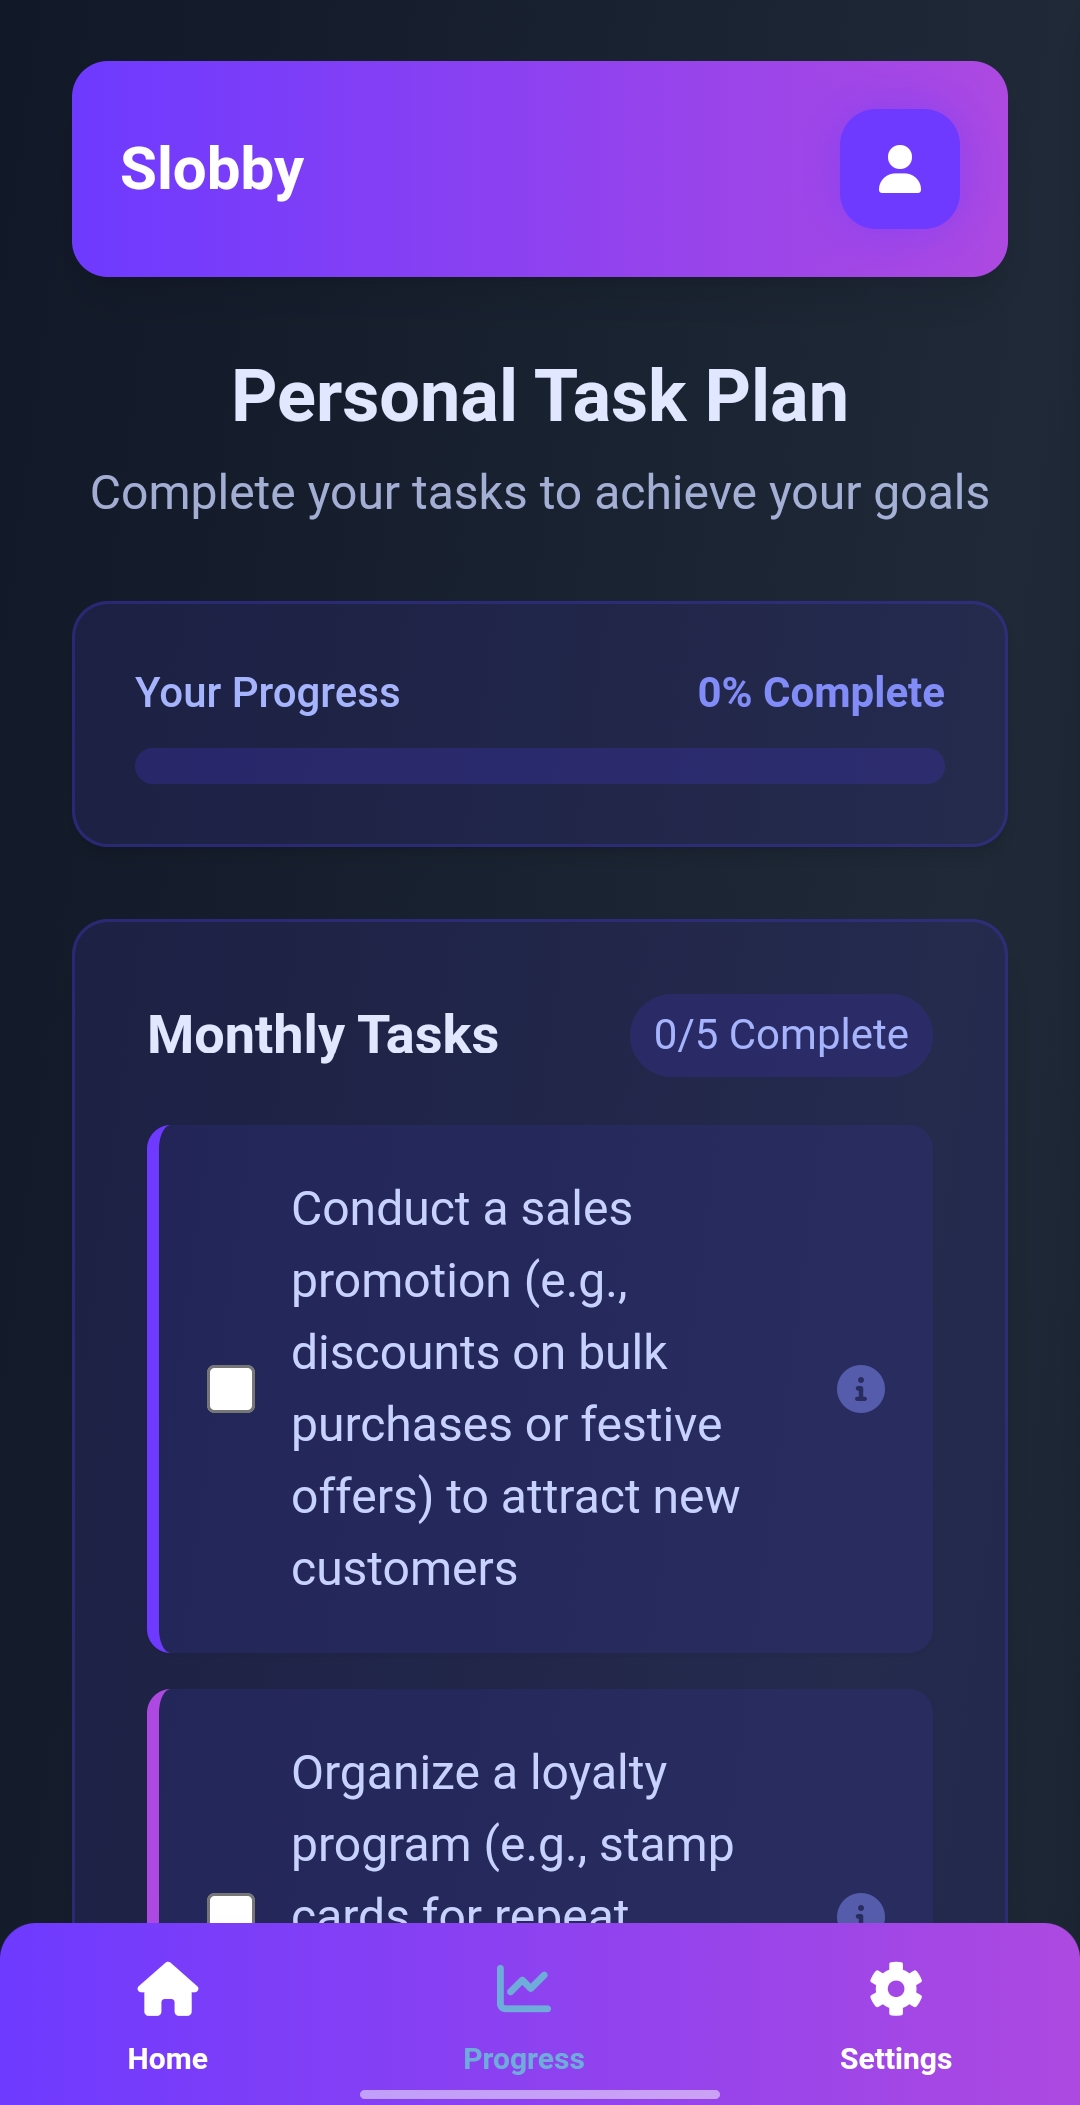 Slobby
Personal Task Plan
Complete your tasks to achieve your goals
Your Progress
0% Complete
Monthly Tasks
0/5 Complete
Conduct a sales
promotion (e.g.,
discounts on bulk
purchases or festive
offers) to attract new
customers
Organize a loyalty
program (e.g., stamp
cards for repeat
Home
Progress
Settings